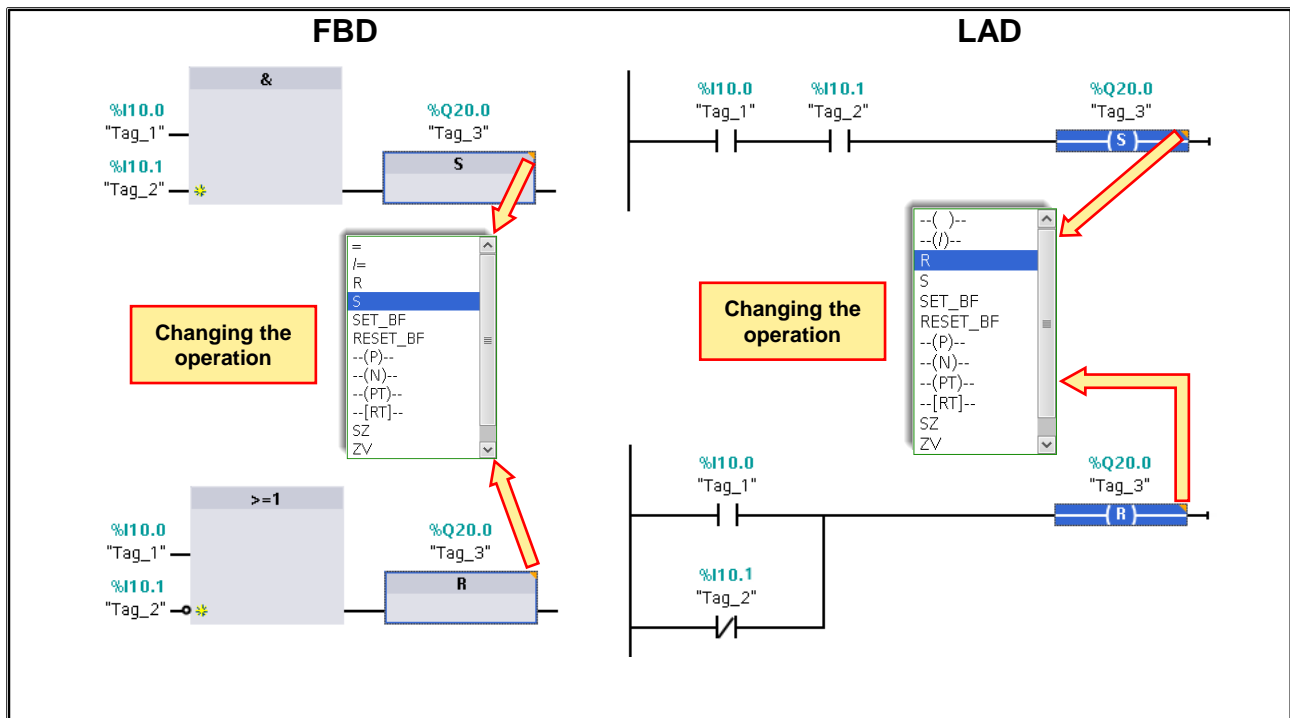 FBD
&
%I10.0
"Tag_1"
%I10.1
"Tag_2"
%Q20.0
"Tag_3"
S
=
/=
R
S
SET_BF
RESET_BF
--(P)--
--(N)--
--(PT)--
--[RT]--
SZ
ZV
Changing the
operation
>=1
%I10.0
"Tag_1"
%I10.1
"Tag_2"
%Q20.0
"Tag_3"
R
LAD
%I10.0
"Tag_1"
%I10.1
"Tag_2"
%Q20.0
"Tag_3"
(S)
--( )--
--(/)--
R
S
SET_BF
RESET_BF
--(P)--
--(N)--
--(PT)--
--[RT]--
SZ
ZV
Changing the
operation
%I10.0
"Tag_1"
%Q20.0
"Tag_3"
(R)
%I10.1
"Tag_2"